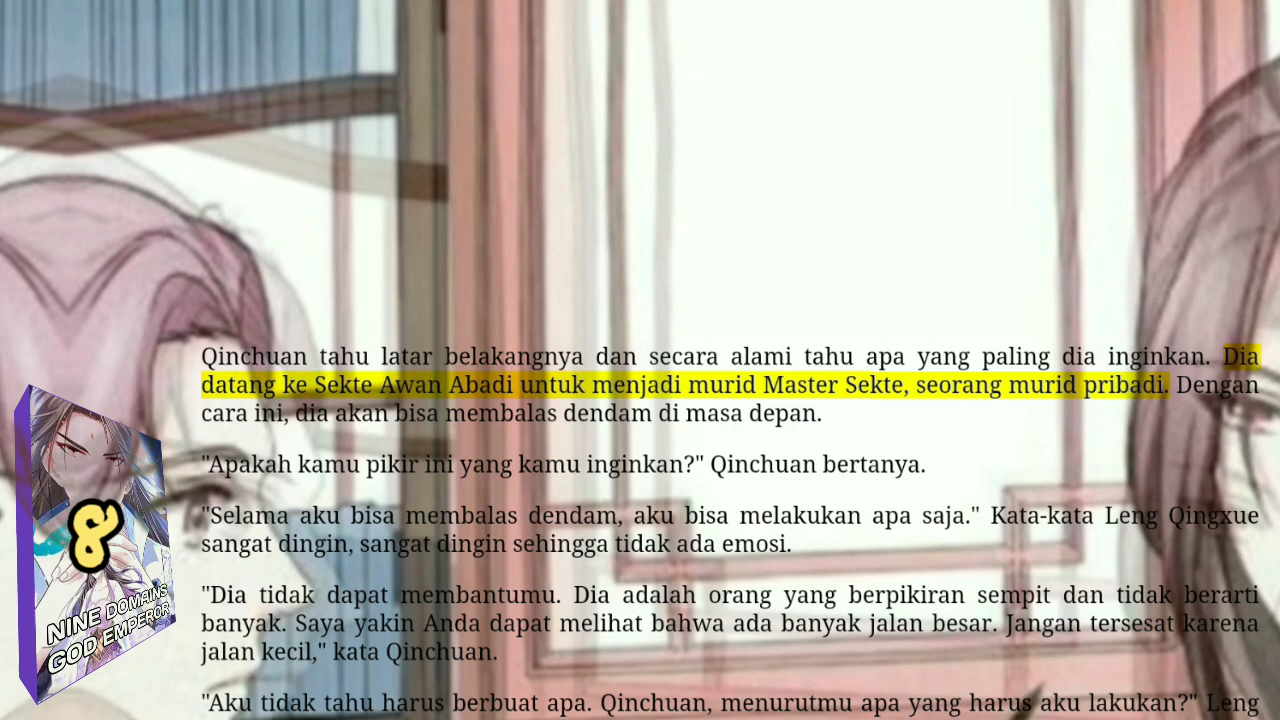 Qinchuan tahu latar belakangnya dan secara alami tahu apa yang paling dia inginkan. Dia
datang ke Sekte Awan Abadi untuk menjadi murid Master Sekte, seorang murid pribadi. Dengan
cara ini, dia akan bisa membalas dendam di masa depan.
"Apakah kamu pikir ini yang kamu inginkan?" Qinchuan bertanya.
"Selama aku bisa membalas dendam, aku bisa melakukan apa saja." Kata-kata Leng Qingxue
sangat dingin, sangat dingin sehingga tidak ada emosi.
"Dia tidak dapat membantumu. Dia adalah orang yang berpikiran sempit dan tidak berarti
banyak. Saya yakin Anda dapat melihat bahwa ada banyak jalan besar. Jangan tersesat karena
jalan kecil," kata Qinchuan.
"Aku tidak tahu harus berbuat apa. Qinchuan, menurutmu apa yang harus aku lakukan?" Leng
8
NINE DOMAINS
GOD EMPEROR